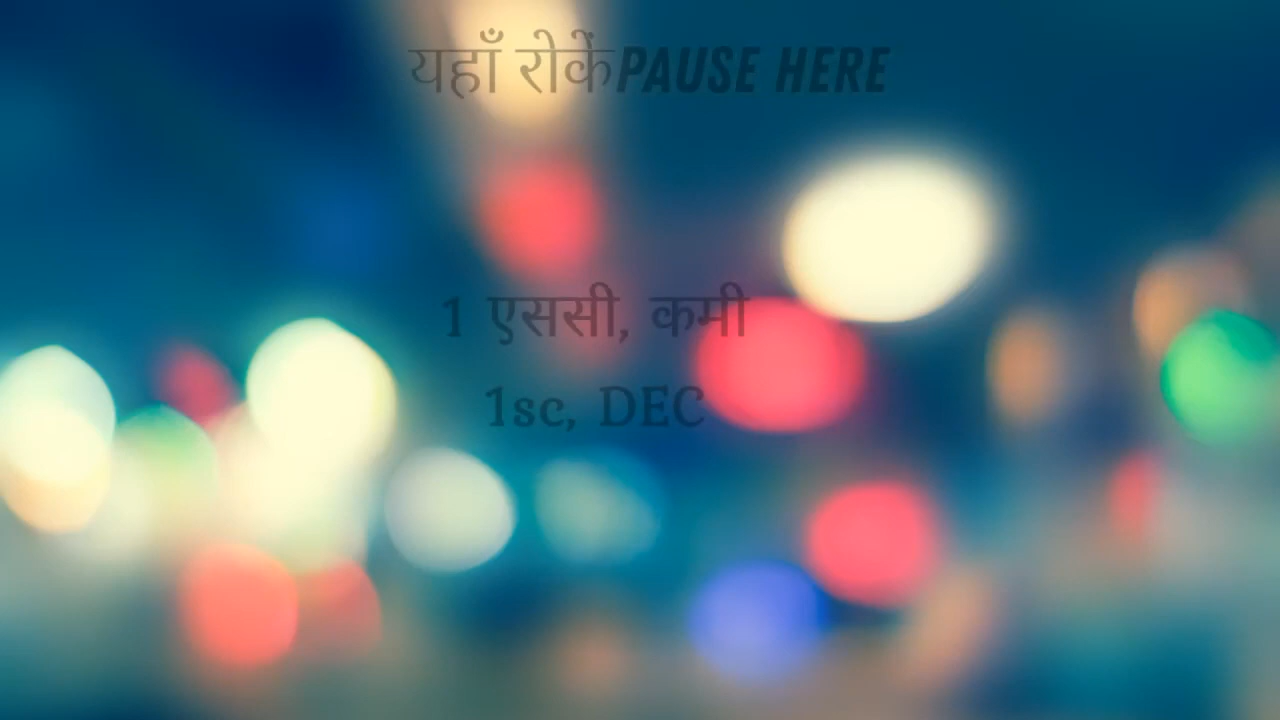 यहाँ रोकें PAUSE HERE
1 एससी, कमी
1sc, DEC